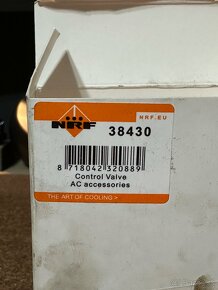 NRF.EU
NRF
38430
8 718042 320889
Control Valve
AC accessories
THE ART OF COOLING >